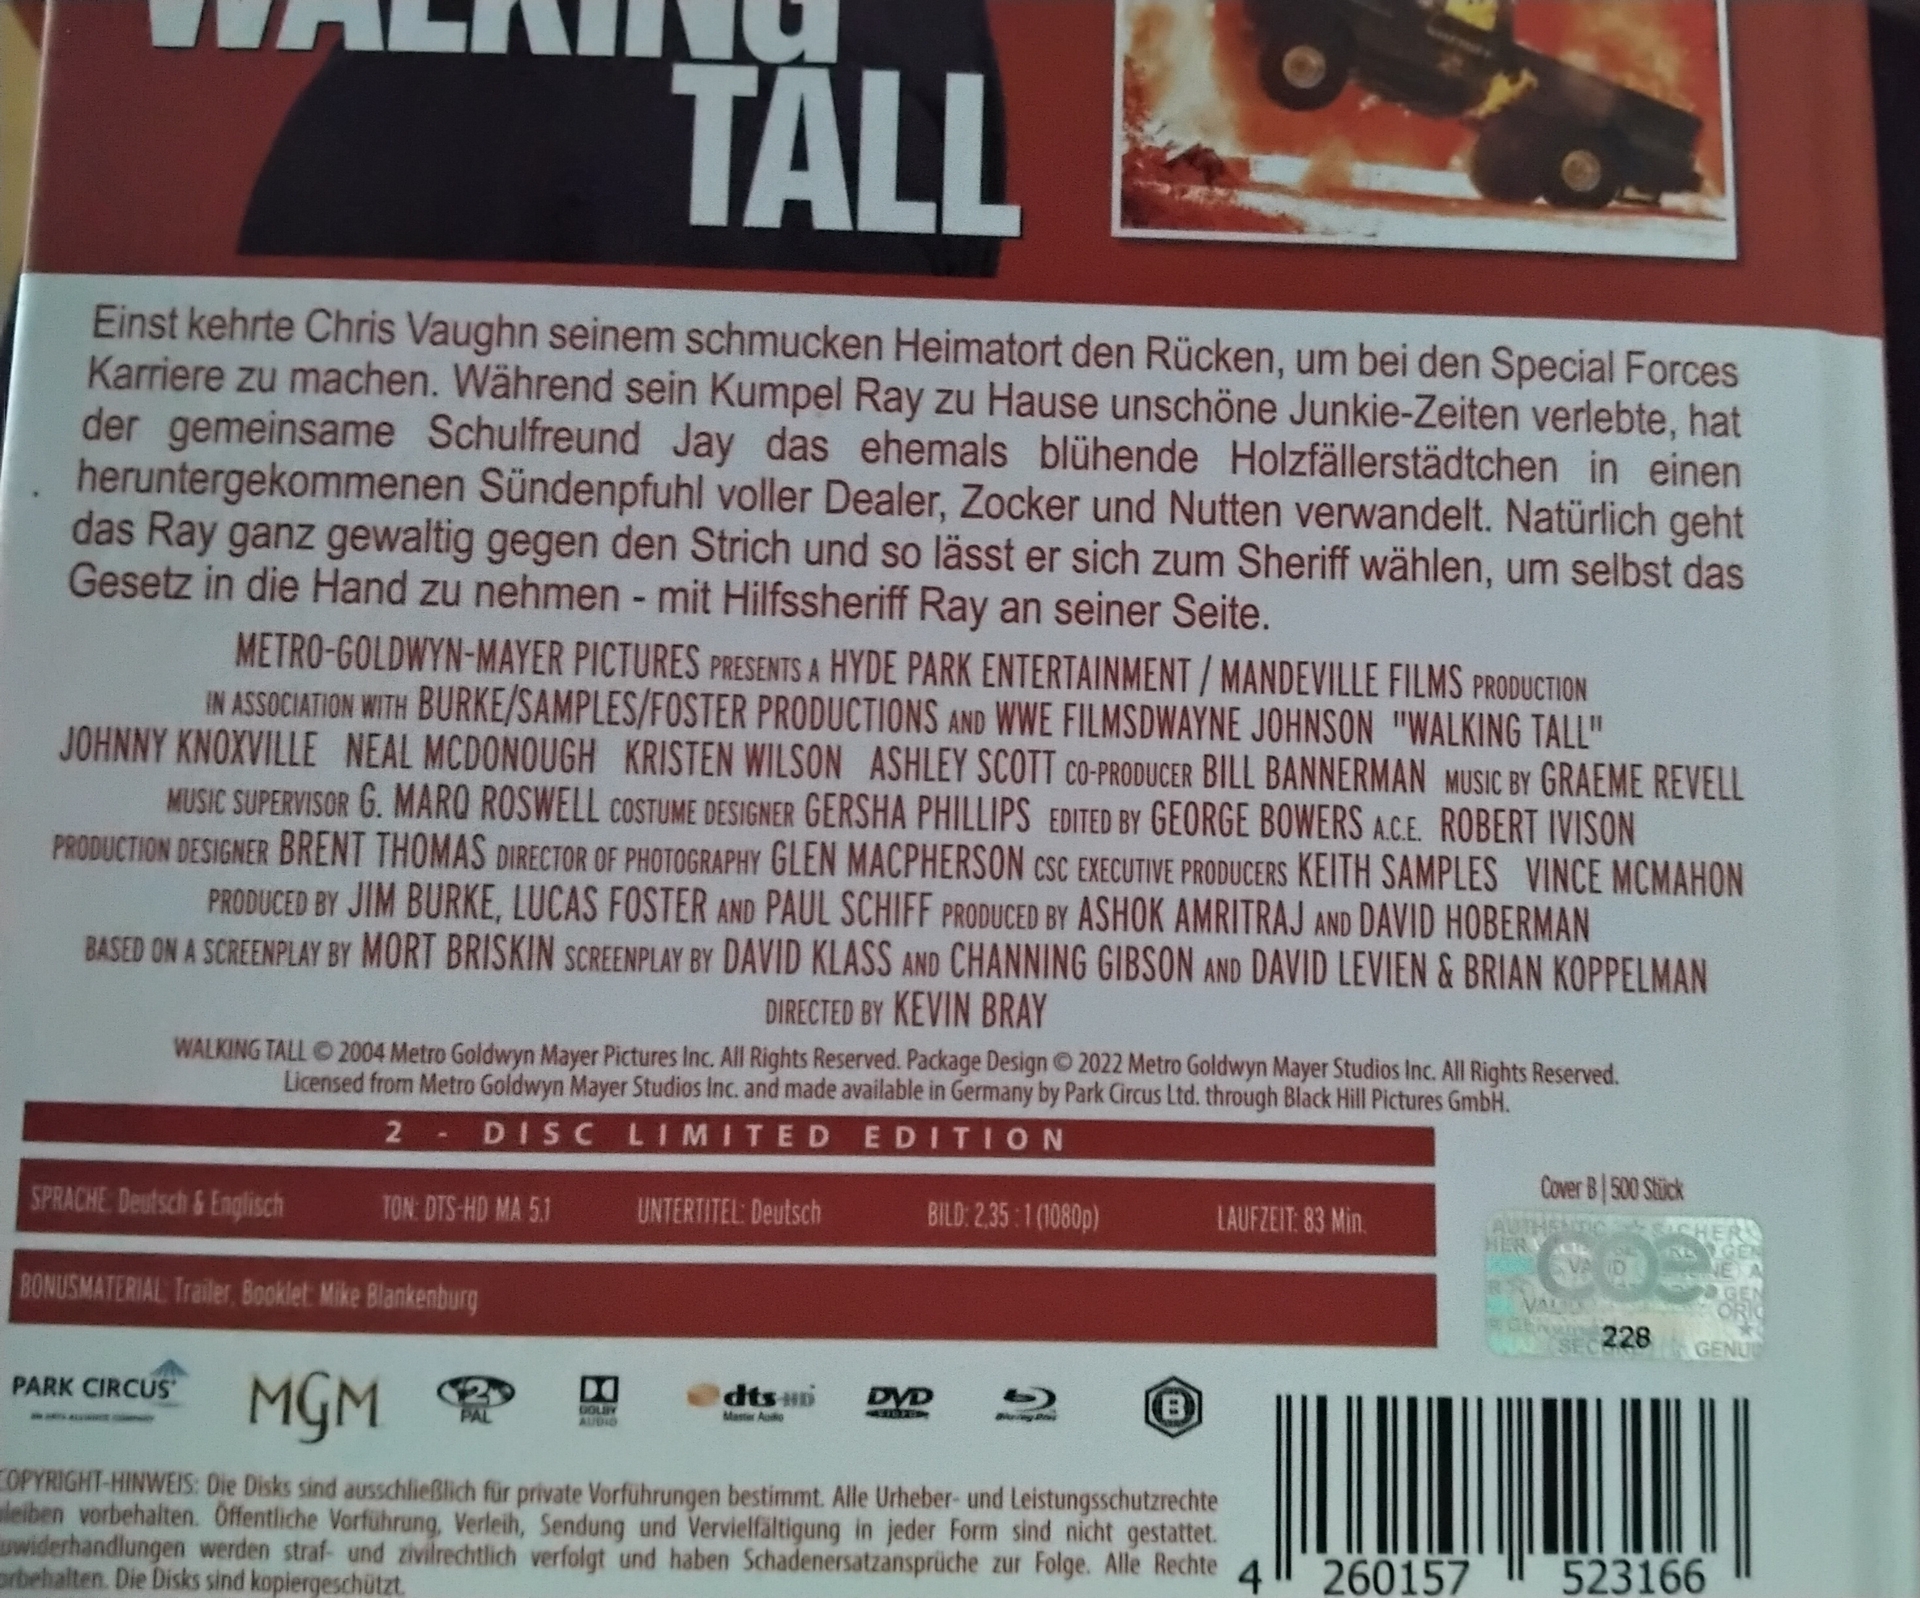 WALKING
TALL
Einst kehrte Chris Vaughn seinem schmucken Heimatort den Rücken, um bei den Special Forces
Karriere zu machen. Während sein Kumpel Ray zu Hause unschöne Junkie-Zeiten verlebte, hat
der gemeinsame Schulfreund Jay das ehemals blühende Holzfällerstädtchen in einen
heruntergekommenen Sündenpfuhl voller Dealer, Zocker und Nutten verwandelt. Natürlich geht
das Ray ganz gewaltig gegen den Strich und so lässt er sich zum Sheriff wählen, um selbst das
Gesetz in die Hand zu nehmen - mit Hilfssheriff Ray an seiner Seite.
METRO-GOLDWYN-MAYER PICTURES PRESENTS A HYDE PARK ENTERTAINMENT / MANDEVILLE FILMS PRODUCTION
IN ASSOCIATION WITH BURKE/SAMPLES/FOSTER PRODUCTIONS AND WWE FILMSDWAYNE JOHNSON "WALKING TALL"
JOHNNY KNOXVILLE NEAL MCDONOUGH KRISTEN WILSON ASHLEY SCOTT CO-PRODUCER BILL BANNERMAN MUSIC BY GRAEME REVELL
MUSIC SUPERVISOR G. MARQ ROSWELL COSTUME DESIGNER GERSHA PHILLIPS EDITED BY GEORGE BOWERS A.C.E. ROBERT IVISON
PRODUCTION DESIGNER BRENT THOMAS DIRECTOR OF PHOTOGRAPHY GLEN MACPHERSON CSC EXECUTIVE PRODUCERS KEITH SAMPLES VINCE MCMAHON
PRODUCED BY JIM BURKE, LUCAS FOSTER AND PAUL SCHIFF PRODUCED BY ASHOK AMRITRAJ AND DAVID HOBERMAN
BASED ON A SCREENPLAY BY MORT BRISKIN SCREENPLAY BY DAVID KLASS AND CHANNING GIBSON AND DAVID LEVIEN & BRIAN KOPPELMAN
DIRECTED BY KEVIN BRAY
WALKING TALL © 2004 Metro Goldwyn Mayer Pictures Inc. All Rights Reserved. Package Design © 2022 Metro Goldwyn Mayer Studios Inc. All Rights Reserved.
Licensed from Metro Goldwyn Mayer Studios Inc. and made available in Germany by Park Circus Ltd. through Black Hill Pictures GmbH.
2 - DISC LIMITED EDITION
SPRACHE: Deutsch & Englisch TON: DTS-HD MA 5.1 UNTERTITEL: Deutsch BILD: 2,35 : 1 (1080p) LAUFZEIT: 83 Min.
BONUSMATERIAL: Trailer, Booklet: Mike Blankenburg
Cover B | 500 Stück
coe
228
PARK CIRCUS MGM 2 PAL DOLBY AUDIO dts-HD Master Audio DVD VIDEO Blu-ray Disc B
COPYRIGHT-HINWEIS: Die Disks sind ausschließlich für private Vorführungen bestimmt. Alle Urheber- und Leistungsschutzrechte
bleiben vorbehalten. Öffentliche Vorführung, Verleih, Sendung und Vervielfältigung in jeder Form sind nicht gestattet.
uwiderhandlungen werden straf- und zivilrechtlich verfolgt und haben Schadenersatzansprüche zur Folge. Alle Rechte
orbehalten. Die Disks sind kopiergeschützt.
4 260157 523166